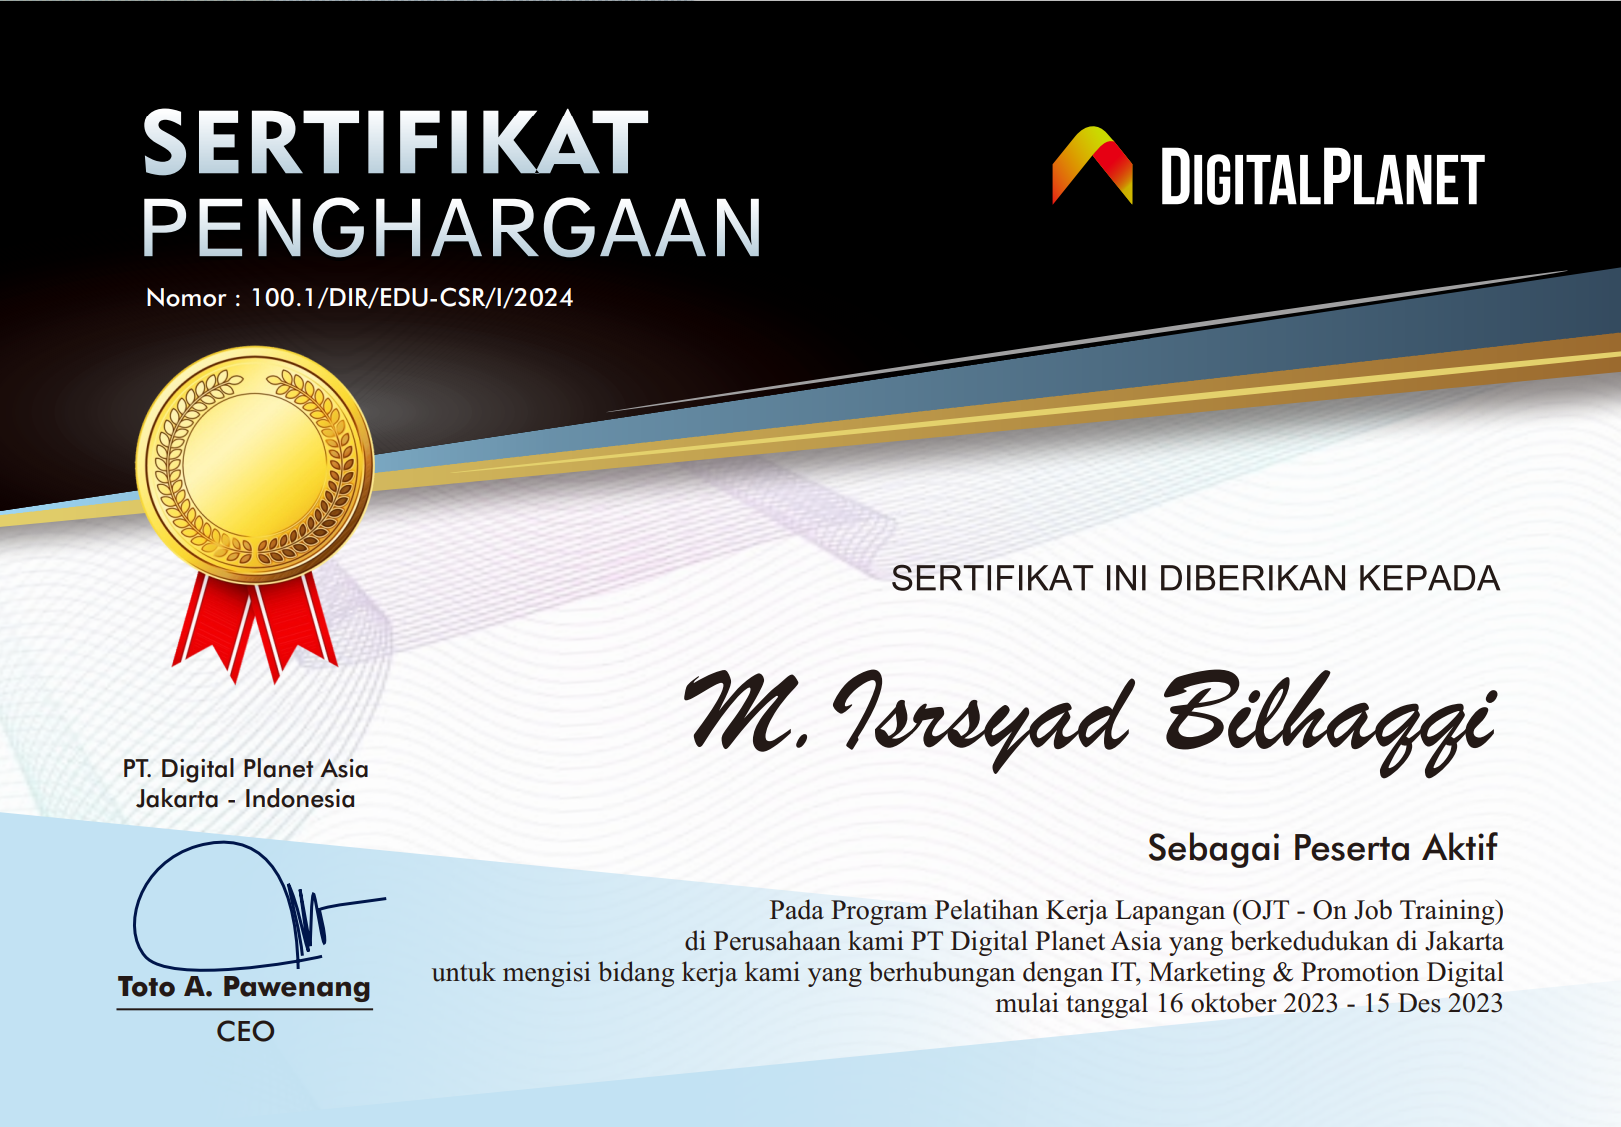 SERTIFIKAT
PENGHARGAAN
Nomor : 100.1/DIR/EDU-CSR/I/2024
DIGITALPLANET
SERTIFIKAT INI DIBERIKAN KEPADA
M. Isrsyad Bilhaqqi
Sebagai Peserta Aktif
Pada Program Pelatihan Kerja Lapangan (OJT - On Job Training)
di Perusahaan kami PT Digital Planet Asia yang berkedudukan di Jakarta
untuk mengisi bidang kerja kami yang berhubungan dengan IT, Marketing & Promotion Digital
mulai tanggal 16 oktober 2023 - 15 Des 2023
PT. Digital Planet Asia
Jakarta - Indonesia
Toto A. Pawenang
CEO